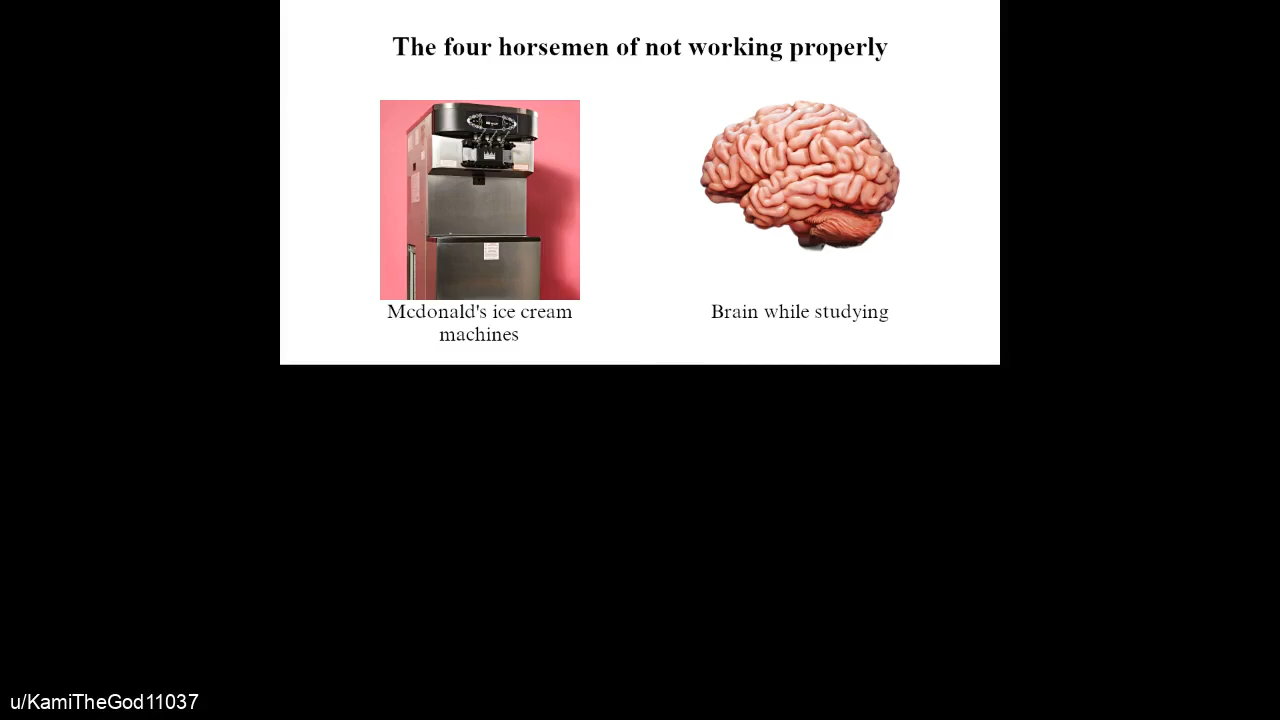 The four horsemen of not working properly
Mcdonald's ice cream
machines
Brain while studying
u/KamiTheGod11037